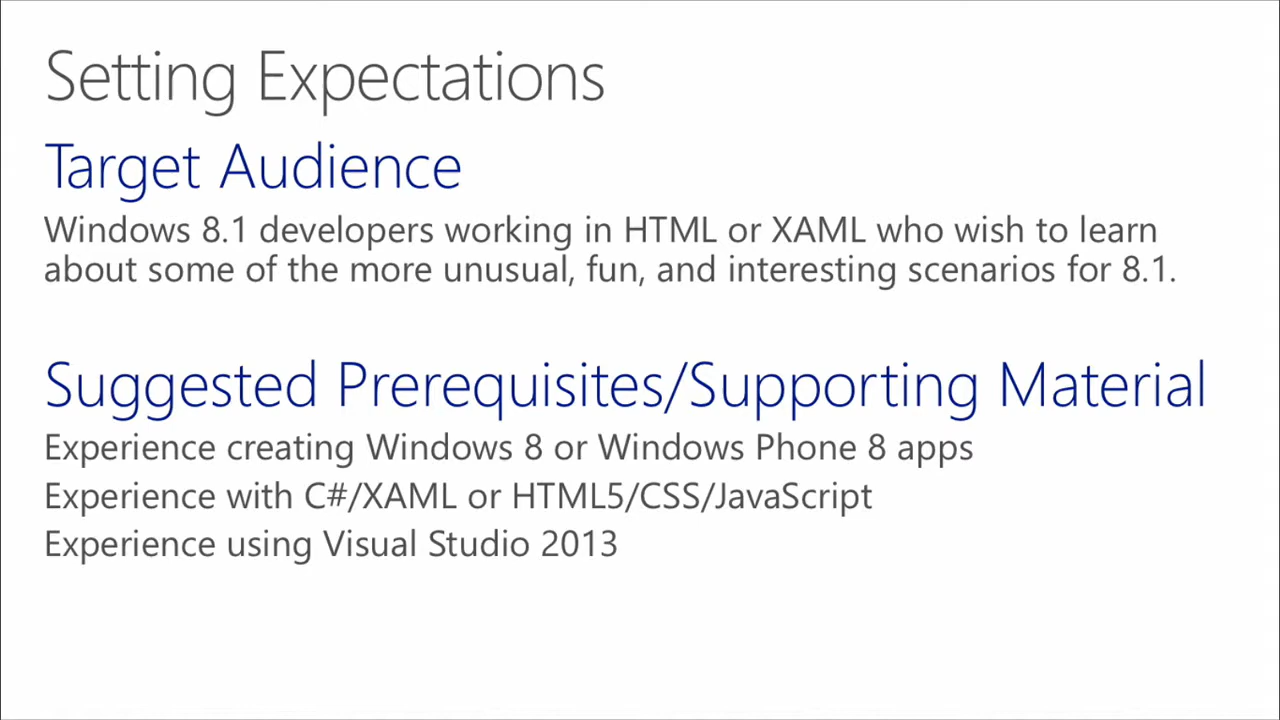 Setting Expectations
Target Audience
Windows 8.1 developers working in HTML or XAML who wish to learn
about some of the more unusual, fun, and interesting scenarios for 8.1.
Suggested Prerequisites/Supporting Material
Experience creating Windows 8 or Windows Phone 8 apps
Experience with C#/XAML or HTML5/CSS/JavaScript
Experience using Visual Studio 2013